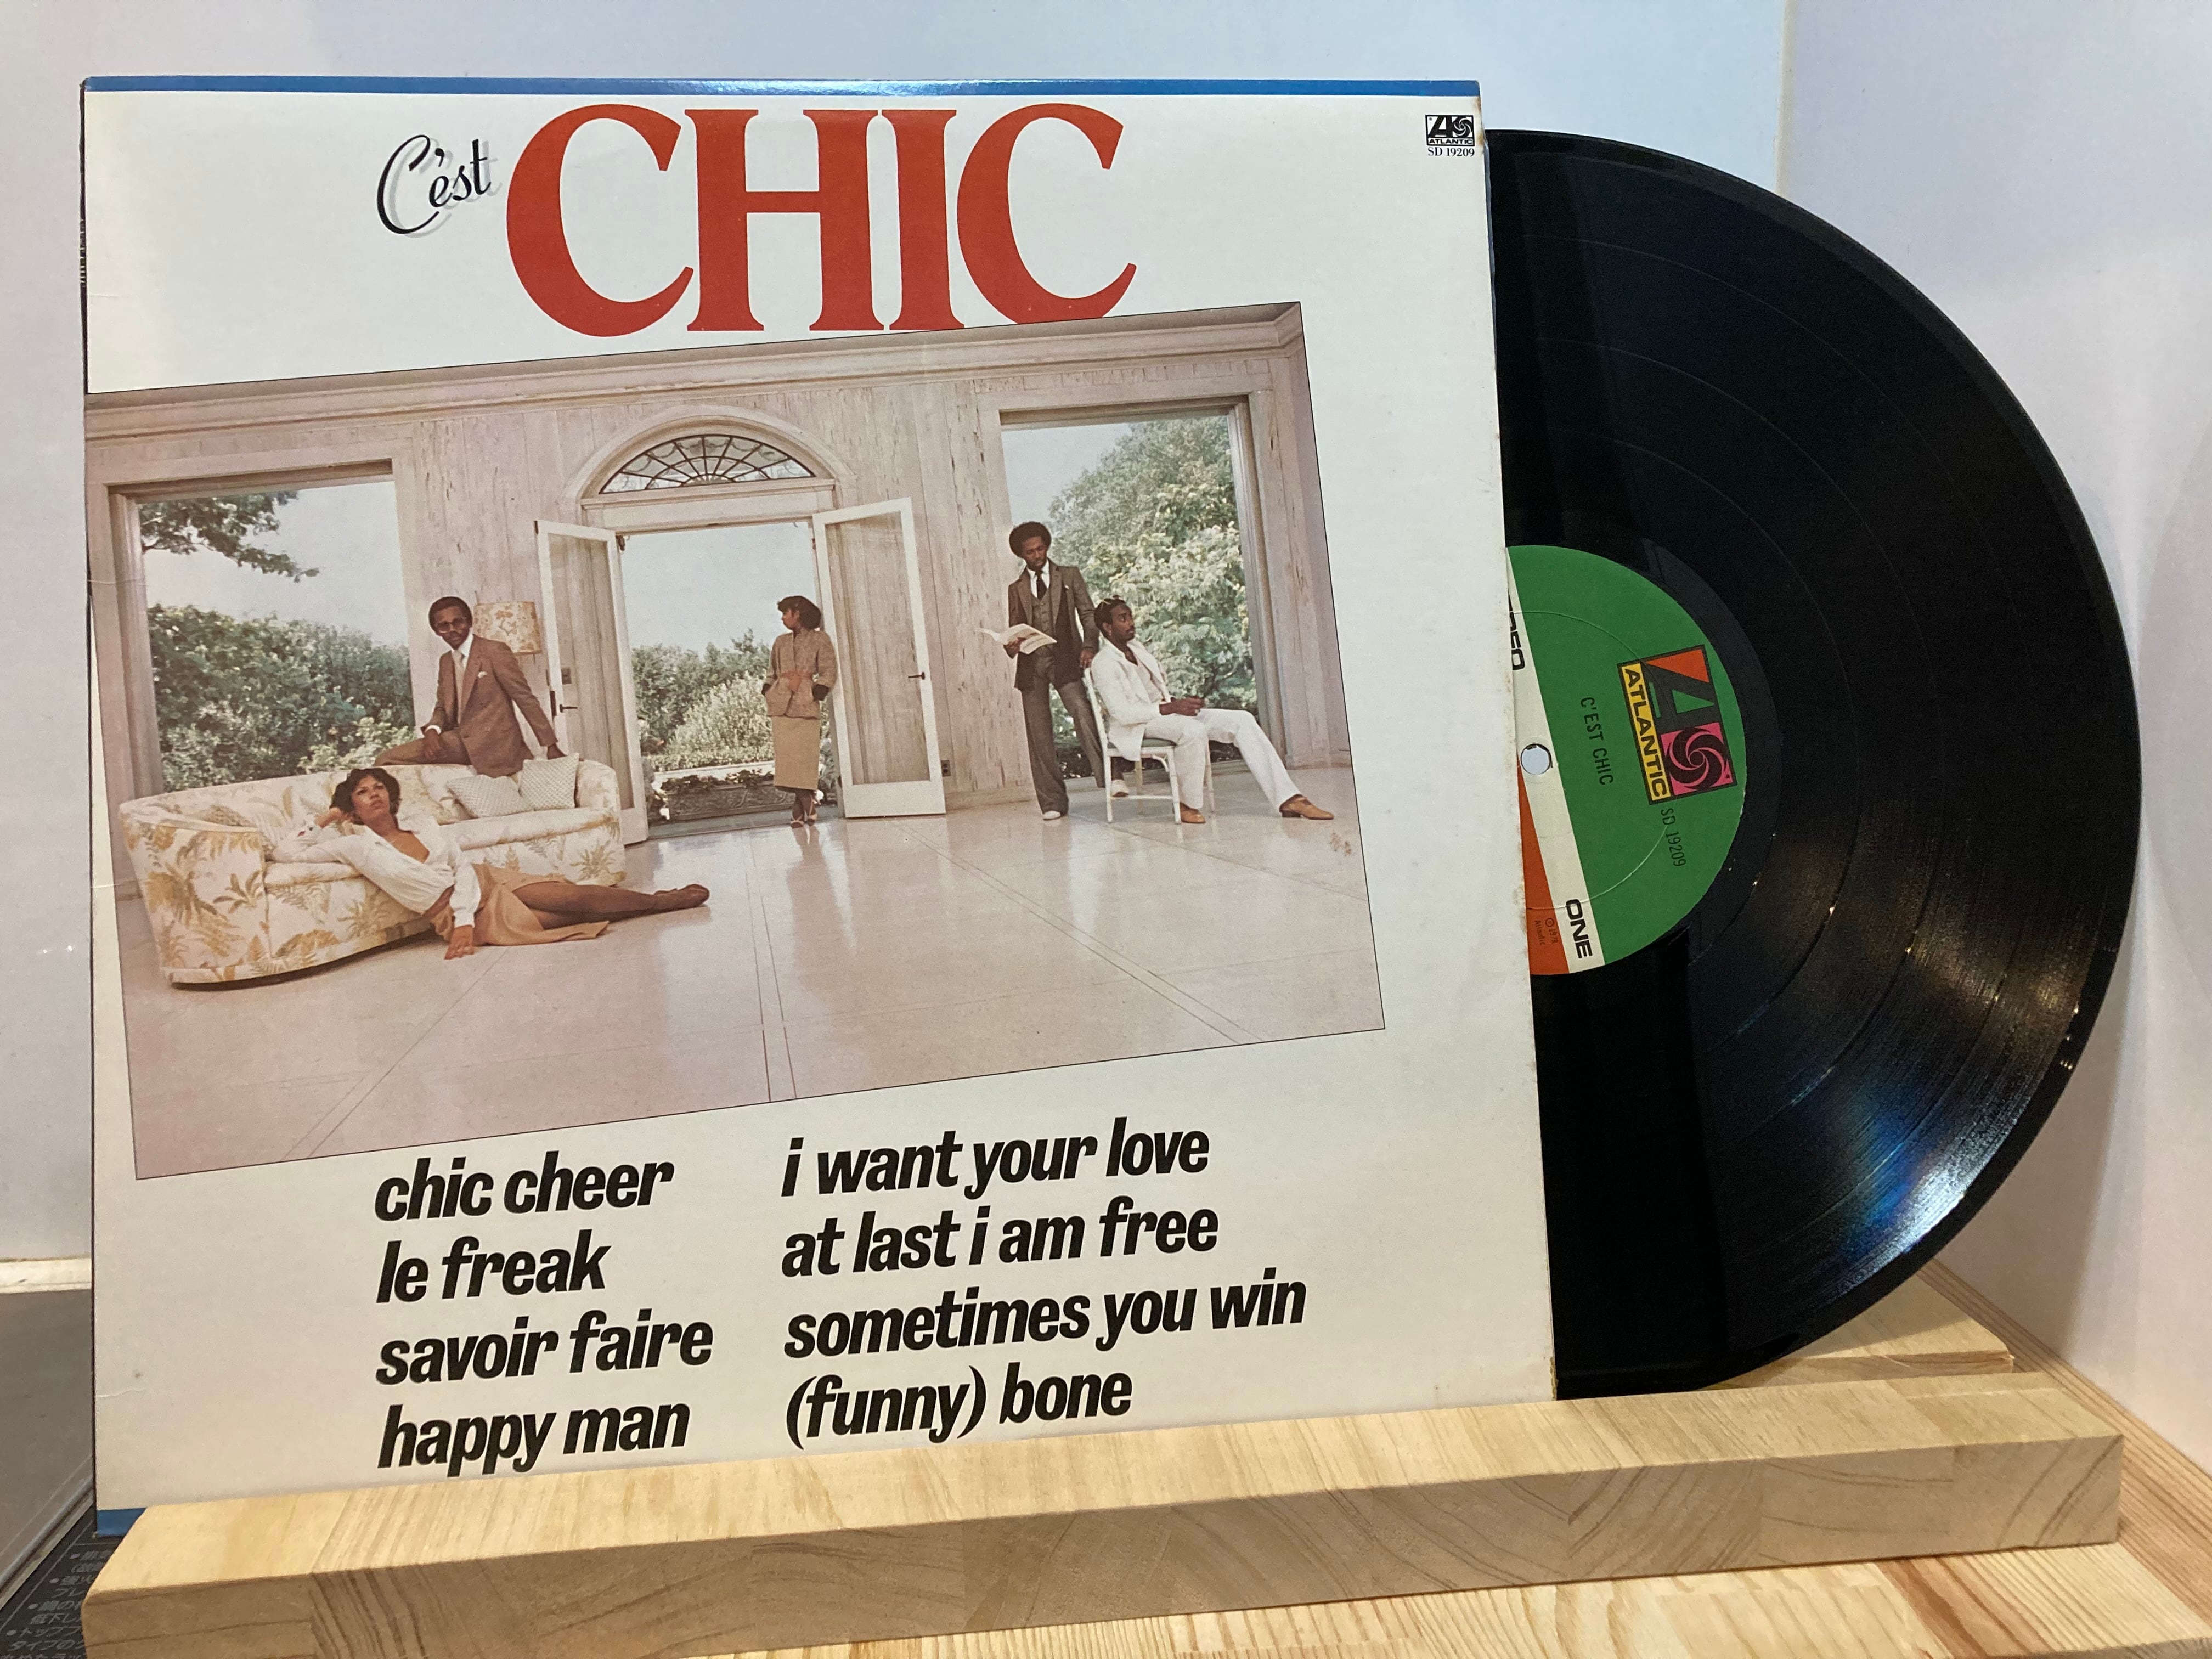 C'est CHIC
ATLANTIC
SD 19209
chic cheer
le freak
savoir faire
happy man
i want your love
at last i am free
sometimes you win
(funny) bone
ATLANTIC
C'EST CHIC
SD 19209
ONE